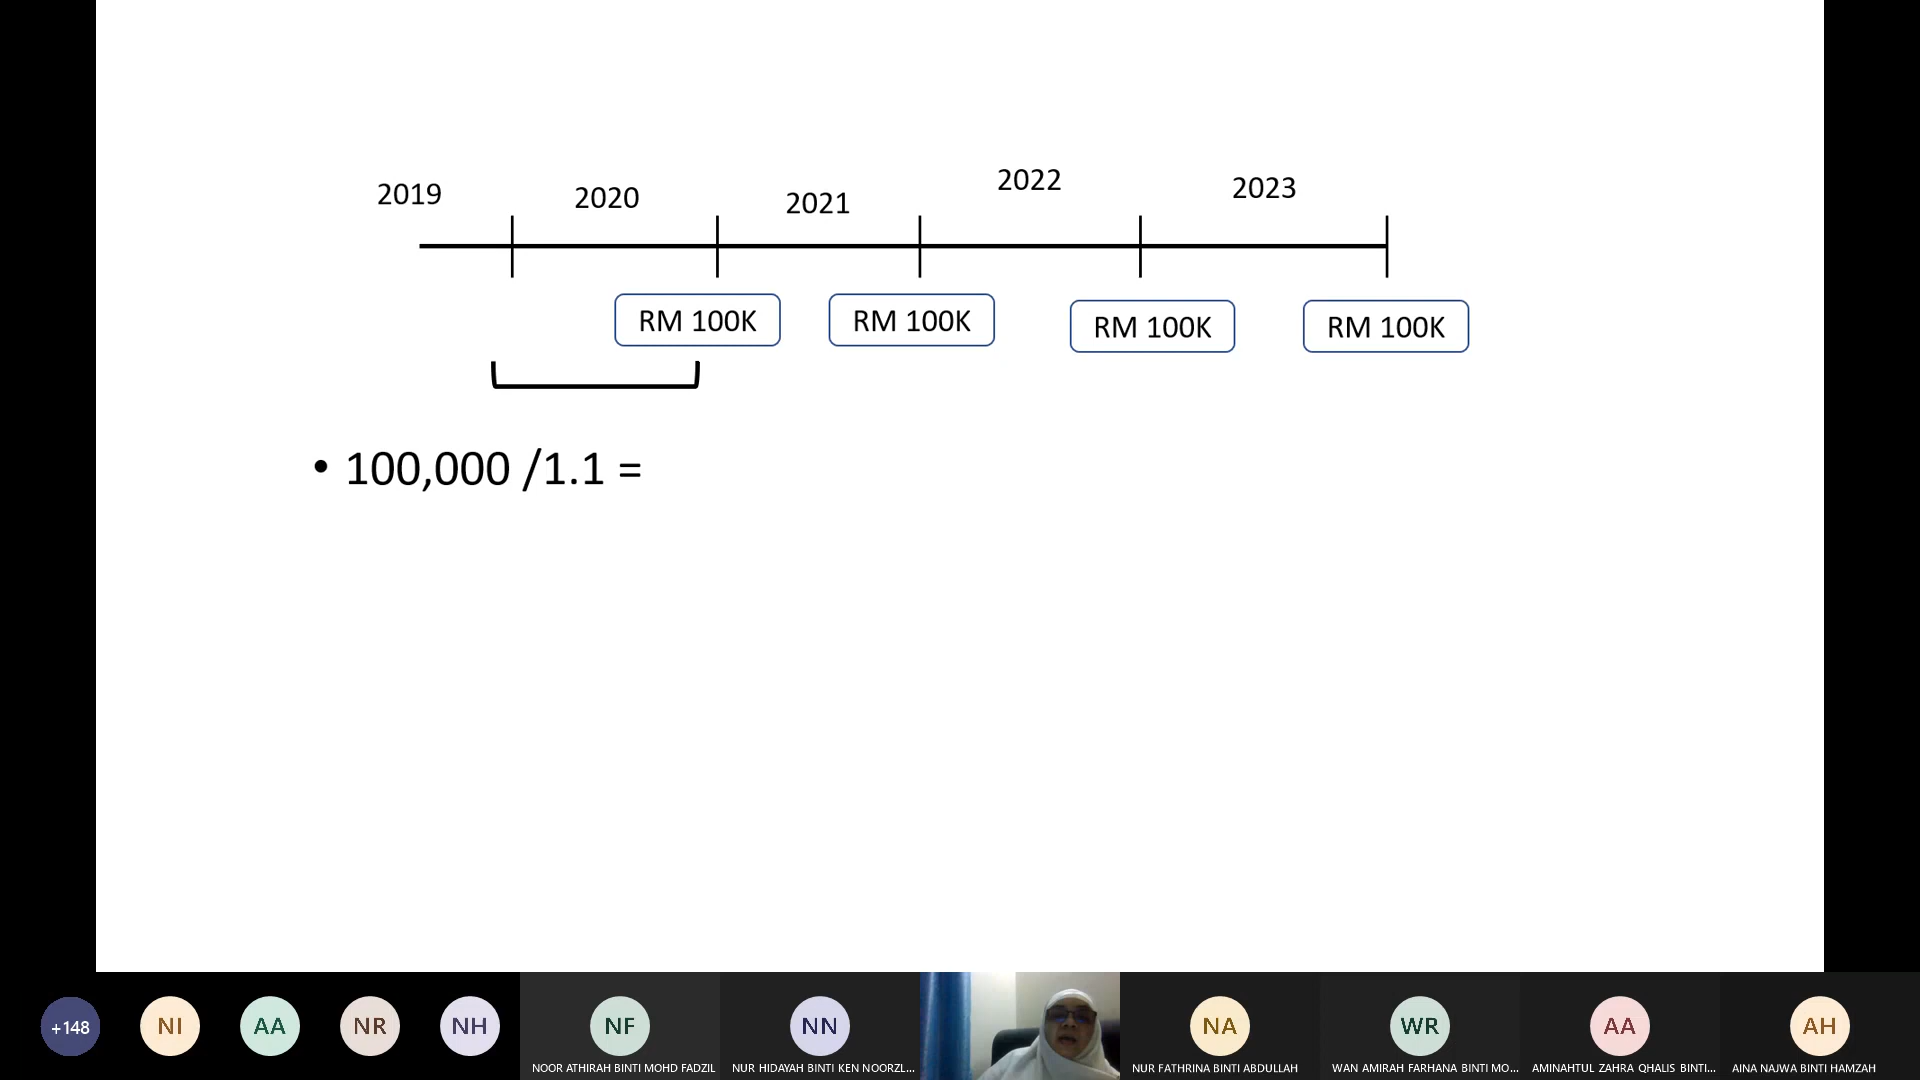 2019
2020
2021
2022
2023
RM 100K
RM 100K
RM 100K
RM 100K
• 100,000 /1.1 =
+148
NI
AA
NR
NH
NF
NN
NA
WR
AA
AH
NOOR ATHIRAH BINTI MOHD FADZIL
NUR HIDAYAH BINTI KEN NOORZL...
NUR FATHRINA BINTI ABDULLAH
WAN AMIRAH FARHANA BINTI MO...
AMINAHTUL ZAHRA QHALIS BINTI...
AINA NAJWA BINTI HAMZAH